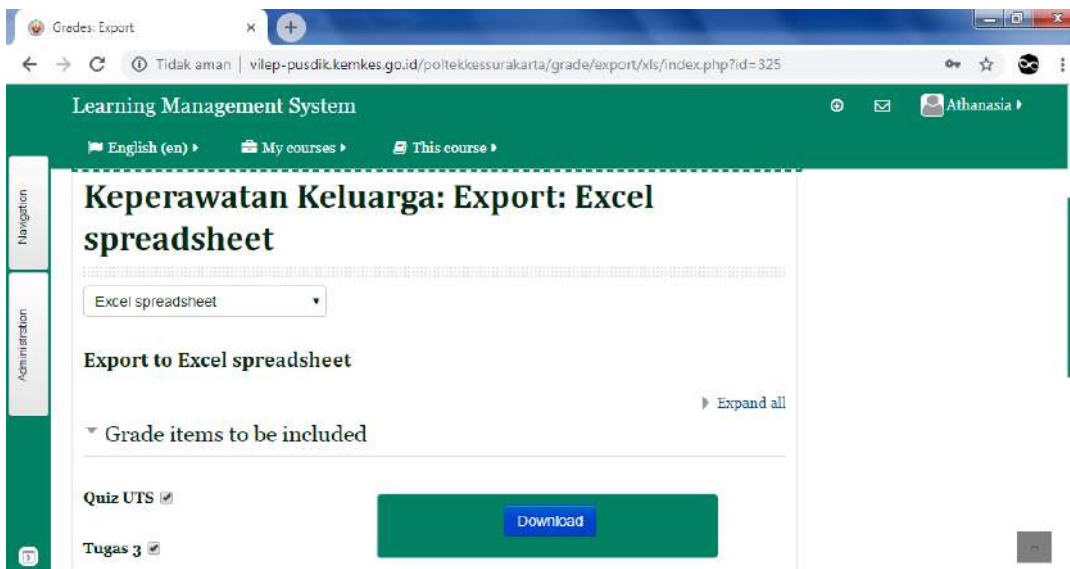 Grades: Export
Tidak aman | vilep-pusdik.kemkes.go.id/poltekkessurakarta/grade/export/xls/index.php?id=325
Learning Management System
Athanasia
English (en)
My courses
This course
Navigation
Administration
Keperawatan Keluarga: Export: Excel
spreadsheet
Excel spreadsheet
Export to Excel spreadsheet
Expand all
Grade items to be included
Quiz UTS
Download
Tugas 3